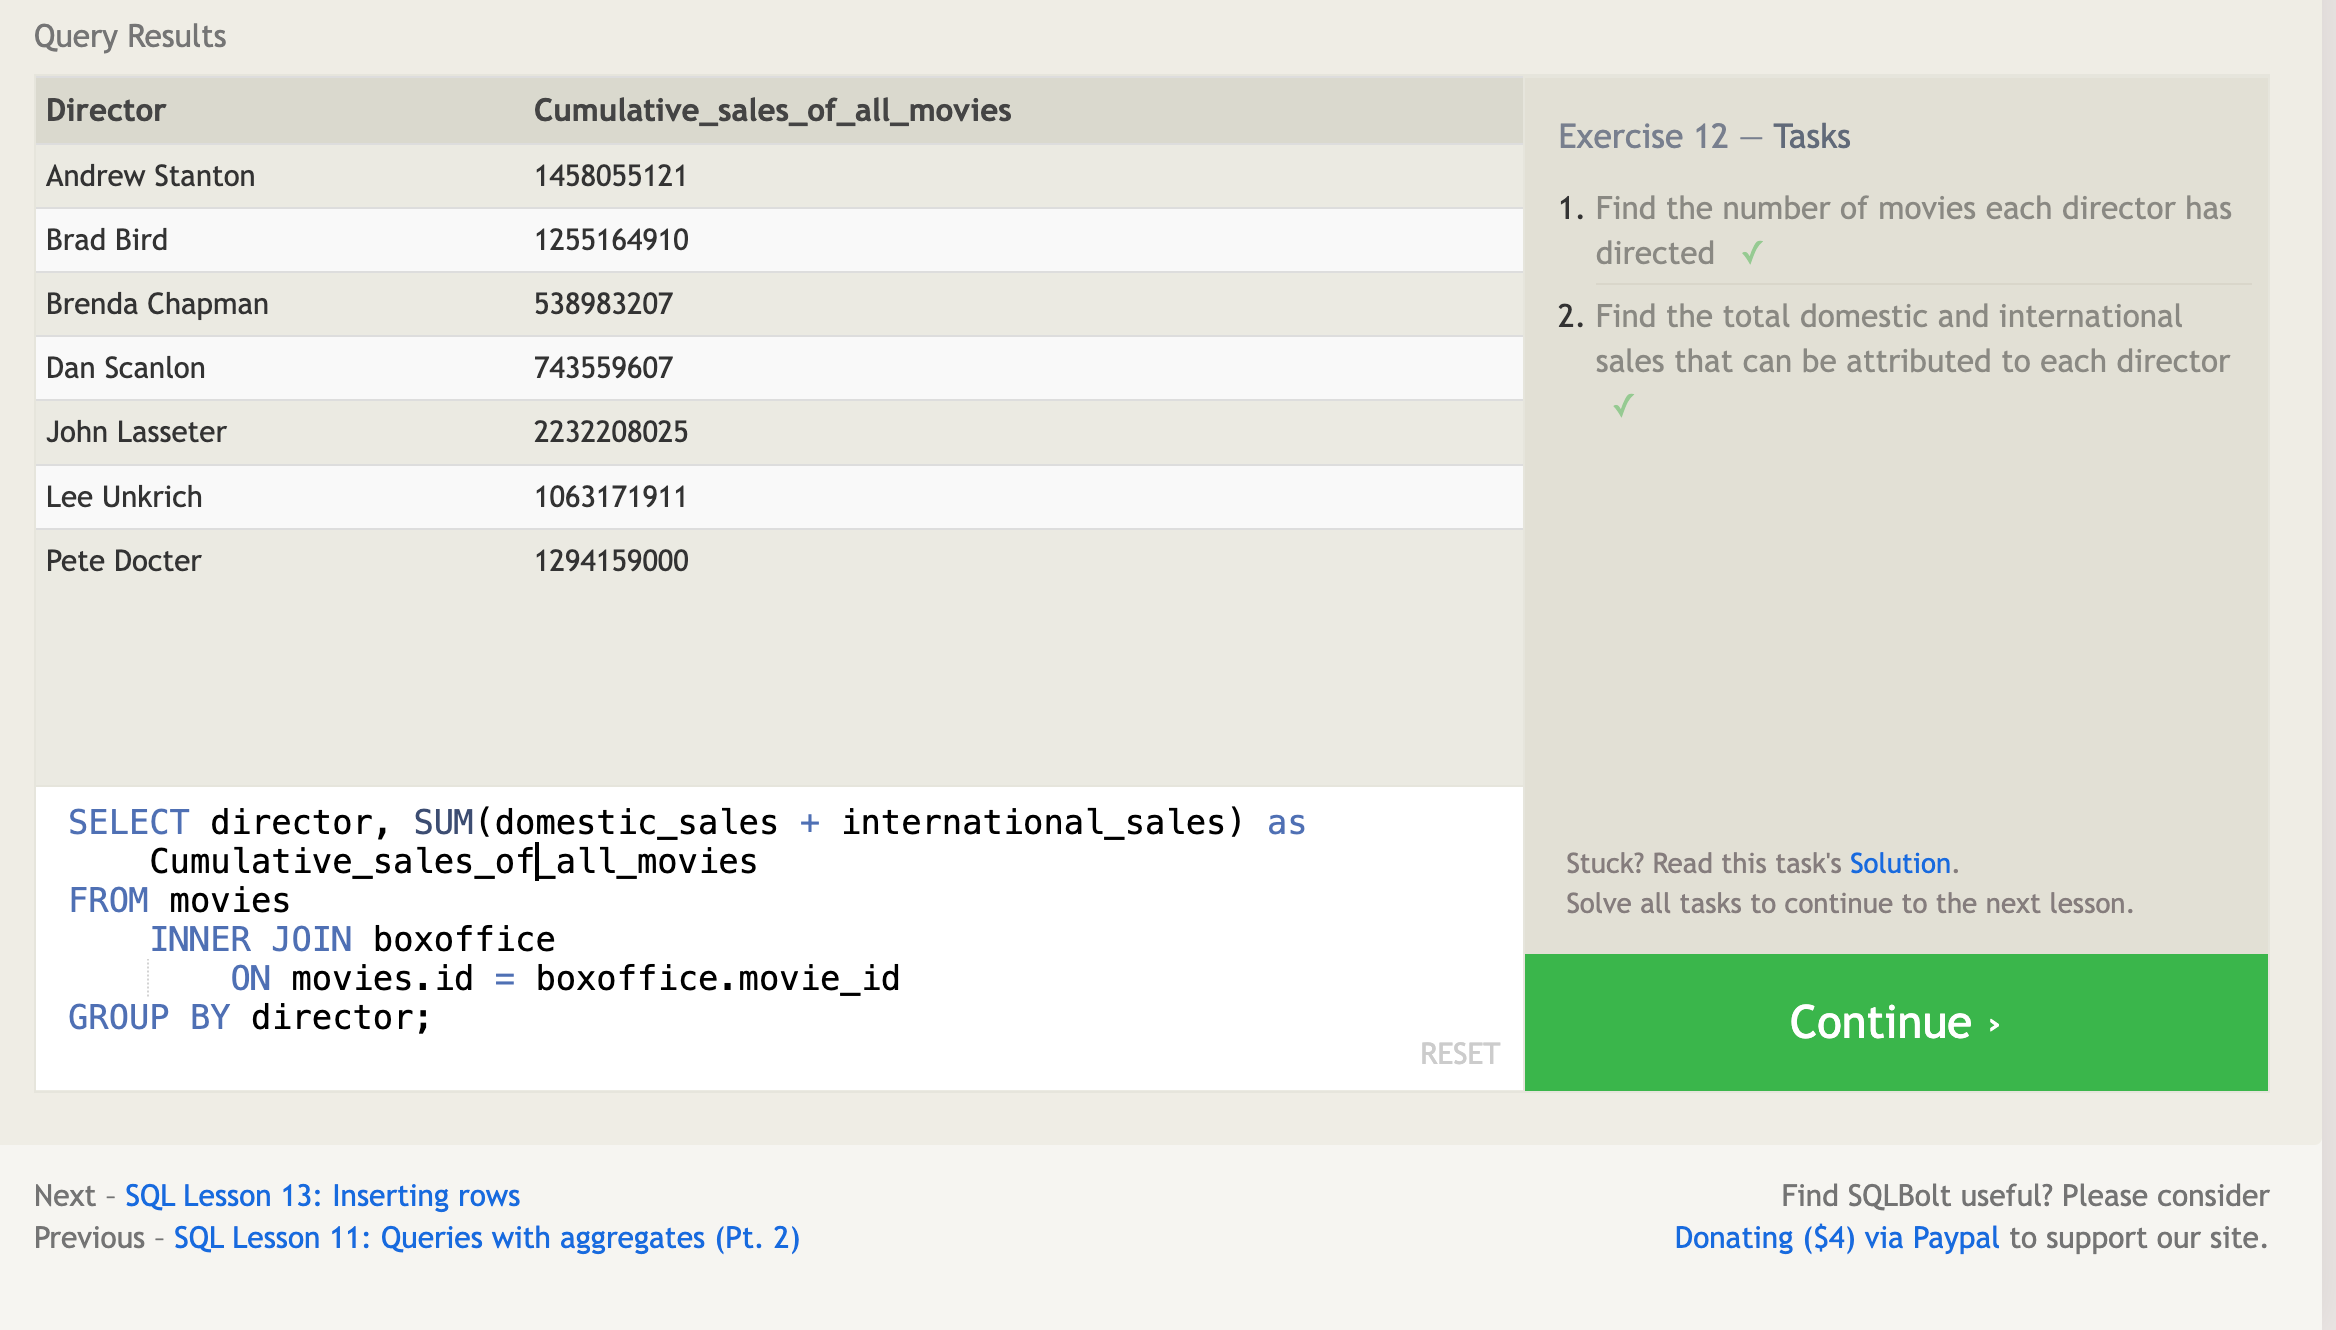 Query Results
Director Cumulative_sales_of_all_movies
Andrew Stanton 1458055121
Brad Bird 1255164910
Brenda Chapman 538983207
Dan Scanlon 743559607
John Lasseter 2232208025
Lee Unkrich 1063171911
Pete Docter 1294159000
SELECT director, SUM(domestic_sales + international_sales) as
    Cumulative_sales_of_all_movies
FROM movies
    INNER JOIN boxoffice
        ON movies.id = boxoffice.movie_id
GROUP BY director;
RESET
Exercise 12 — Tasks
1. Find the number of movies each director has
directed ✓
2. Find the total domestic and international
sales that can be attributed to each director
✓
Stuck? Read this task's Solution.
Solve all tasks to continue to the next lesson.
Continue ›
Next – SQL Lesson 13: Inserting rows
Previous – SQL Lesson 11: Queries with aggregates (Pt. 2)
Find SQLBolt useful? Please consider
Donating ($4) via Paypal to support our site.